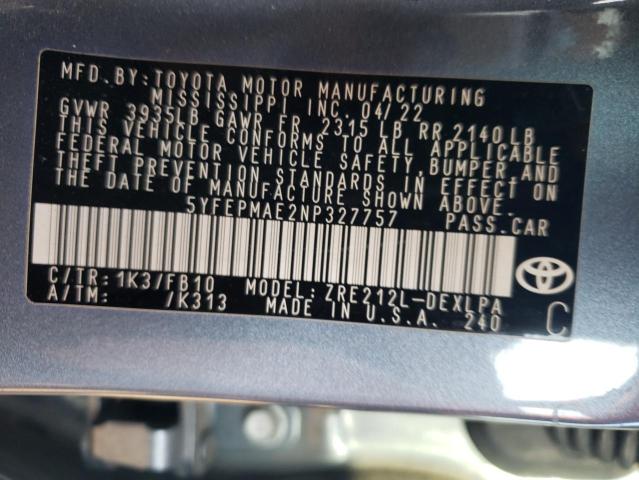 MFD.BY:TOYOTA MOTOR MANUFACTURING
MISSISSIPPI INC.04/22
GVWR 3935LB GAWR FR 2315 LB RR 2140 LB
THIS VEHICLE CONFORMS TO ALL APPLICABLE
FEDERAL MOTOR VEHICLE SAFETY, BUMPER, AND
THEFT PREVENTION STANDARDS IN EFFECT ON
THE DATE OF MANUFACTURE SHOWN ABOVE.
5YFEPMAE2NP327757 PASS.CAR
C/TR:1K3/FB10 MODEL:ZRE212L-DEXLPA
A/TM: /K313 MADE IN U.S.A. 240
C